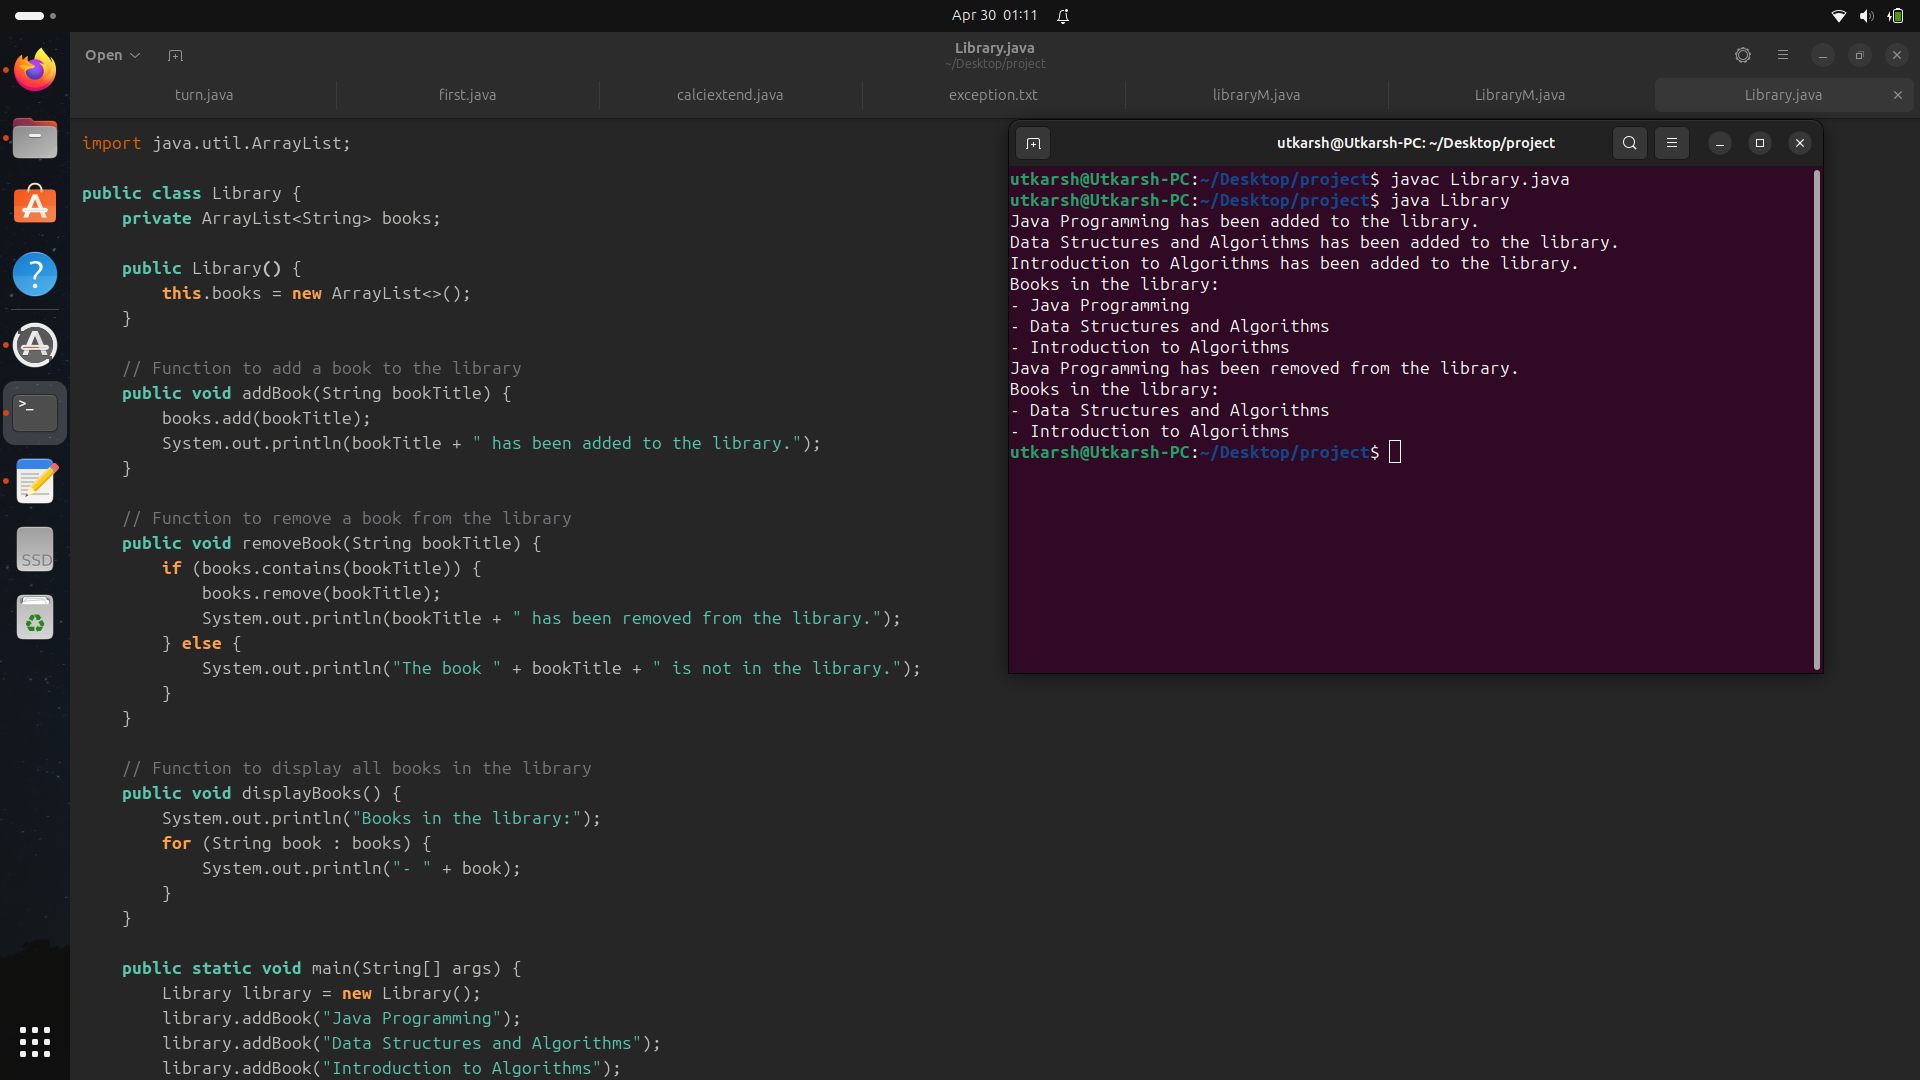 Apr 30 01:11
Open
Library.java
~/Desktop/project
turn.java
first.java
calciextend.java
exception.txt
libraryM.java
LibraryM.java
Library.java
import java.util.ArrayList;
public class Library {
    private ArrayList<String> books;
    public Library() {
        this.books = new ArrayList<>();
    }
    // Function to add a book to the library
    public void addBook(String bookTitle) {
        books.add(bookTitle);
        System.out.println(bookTitle + " has been added to the library.");
    }
    // Function to remove a book from the library
    public void removeBook(String bookTitle) {
        if (books.contains(bookTitle)) {
            books.remove(bookTitle);
            System.out.println(bookTitle + " has been removed from the library.");
        } else {
            System.out.println("The book " + bookTitle + " is not in the library.");
        }
    }
    // Function to display all books in the library
    public void displayBooks() {
        System.out.println("Books in the library:");
        for (String book : books) {
            System.out.println("- " + book);
        }
    }
    public static void main(String[] args) {
        Library library = new Library();
        library.addBook("Java Programming");
        library.addBook("Data Structures and Algorithms");
        library.addBook("Introduction to Algorithms");
utkarsh@Utkarsh-PC: ~/Desktop/project
utkarsh@Utkarsh-PC:~/Desktop/project$ javac Library.java
utkarsh@Utkarsh-PC:~/Desktop/project$ java Library
Java Programming has been added to the library.
Data Structures and Algorithms has been added to the library.
Introduction to Algorithms has been added to the library.
Books in the library:
- Java Programming
- Data Structures and Algorithms
- Introduction to Algorithms
Java Programming has been removed from the library.
Books in the library:
- Data Structures and Algorithms
- Introduction to Algorithms
utkarsh@Utkarsh-PC:~/Desktop/project$
SSD